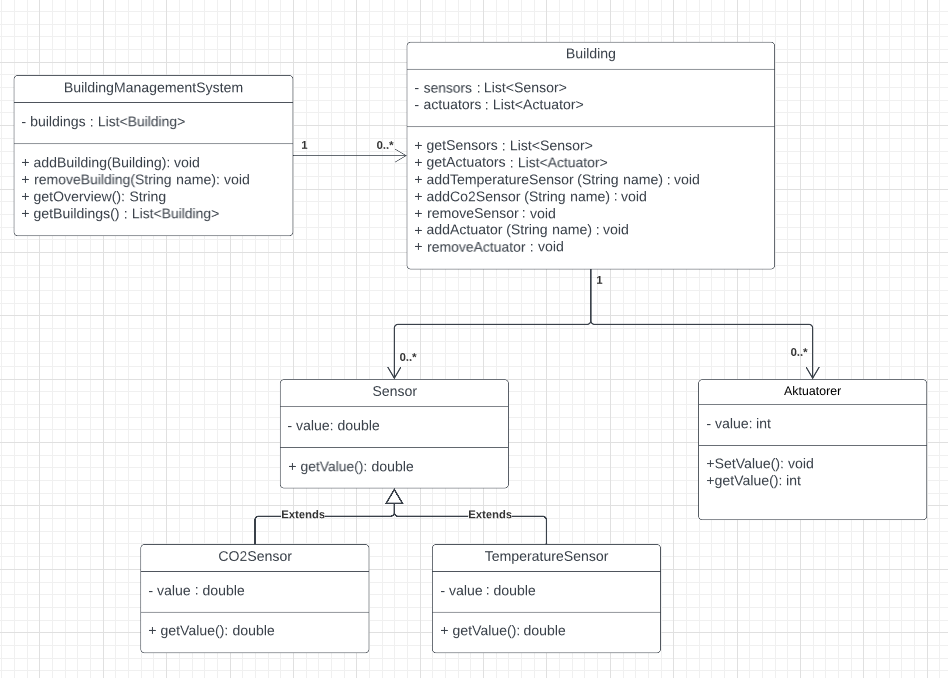 BuildingManagementSystem
- buildings : List<Building>
+ addBuilding(Building): void
+ removeBuilding(String name): void
+ getOverview(): String
+ getBuildings() : List<Building>
1
0..*
Building
- sensors : List<Sensor>
- actuators : List<Actuator>
+ getSensors : List<Sensor>
+ getActuators : List<Actuator>
+ addTemperatureSensor (String name) : void
+ addCo2Sensor (String name) : void
+ removeSensor : void
+ addActuator (String name) : void
+ removeActuator : void
1
0..*
0..*
Sensor
- value: double
+ getValue(): double
Aktuatorer
- value: int
+SetValue(): void
+getValue(): int
Extends
Extends
CO2Sensor
- value : double
+ getValue(): double
TemperatureSensor
- value : double
+ getValue(): double